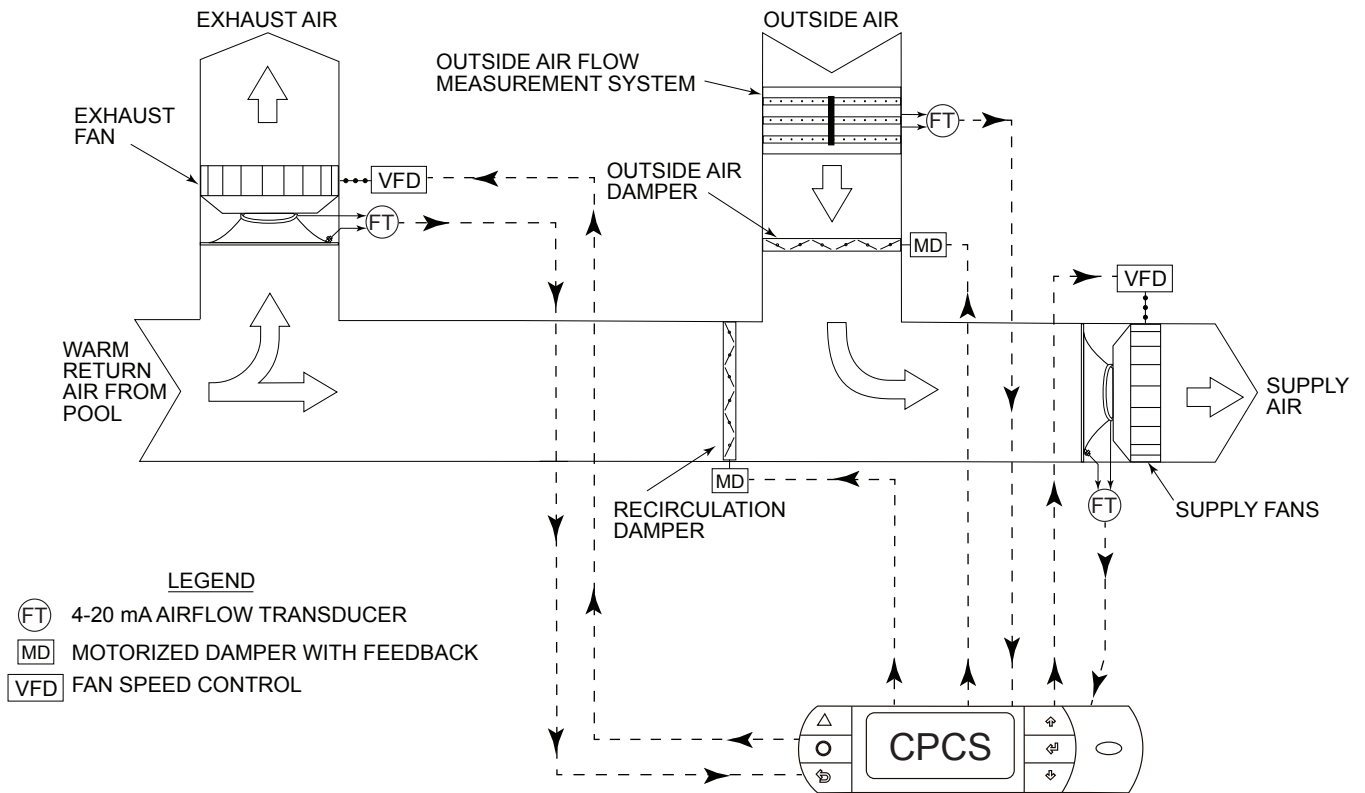 EXHAUST AIR
OUTSIDE AIR
OUTSIDE AIR FLOW
MEASUREMENT SYSTEM
EXHAUST
FAN
FT
OUTSIDE AIR
DAMPER
VFD
FT
MD
VFD
WARM
RETURN
AIR FROM
POOL
SUPPLY
AIR
MD
RECIRCULATION
DAMPER
FT
SUPPLY FANS
LEGEND
FT 4-20 mA AIRFLOW TRANSDUCER
MD MOTORIZED DAMPER WITH FEEDBACK
VFD FAN SPEED CONTROL
CPCS